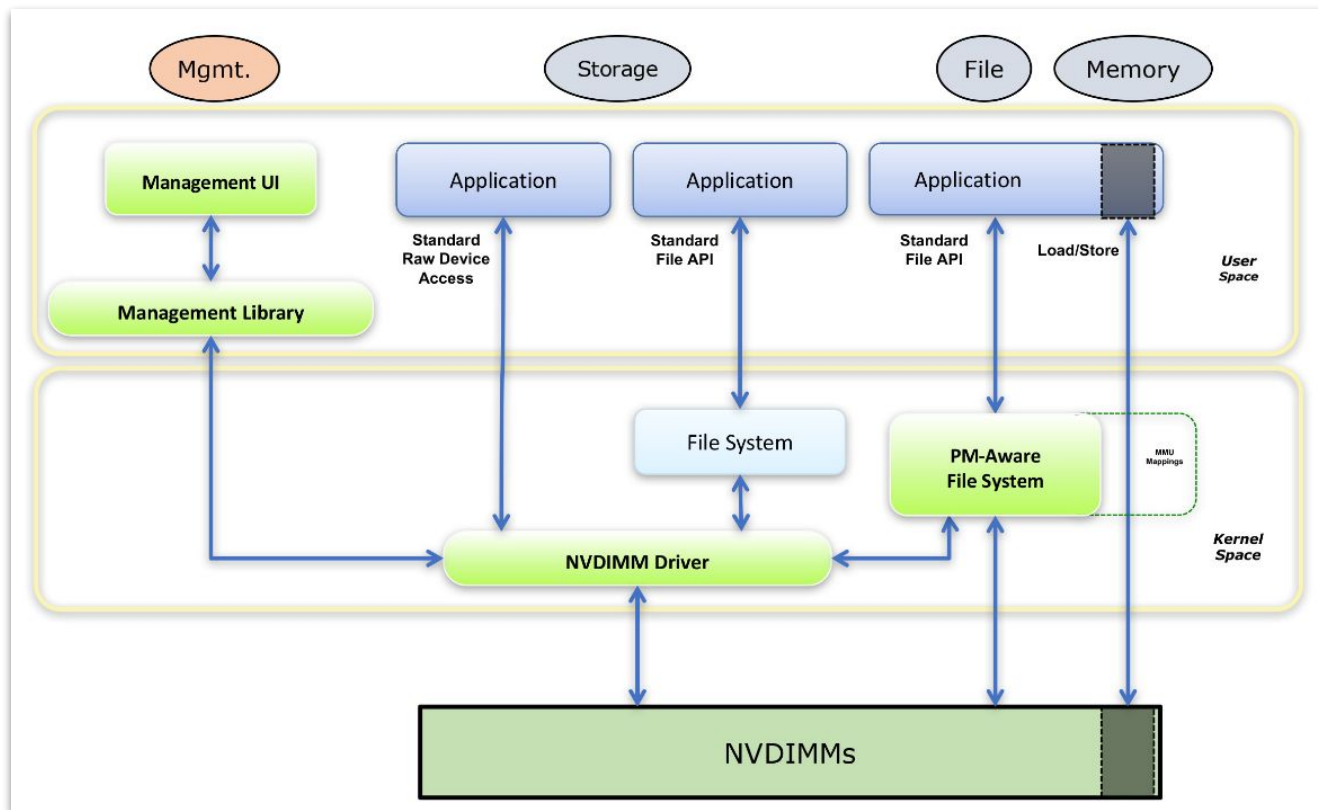 Mgmt.
Storage
File
Memory
Management UI
Application
Application
Application
Standard
Raw Device
Access
Standard
File API
Standard
File API
Load/Store
User
Space
Management Library
File System
PM-Aware
File System
MMU
Mappings
NVDIMM Driver
Kernel
Space
NVDIMMs